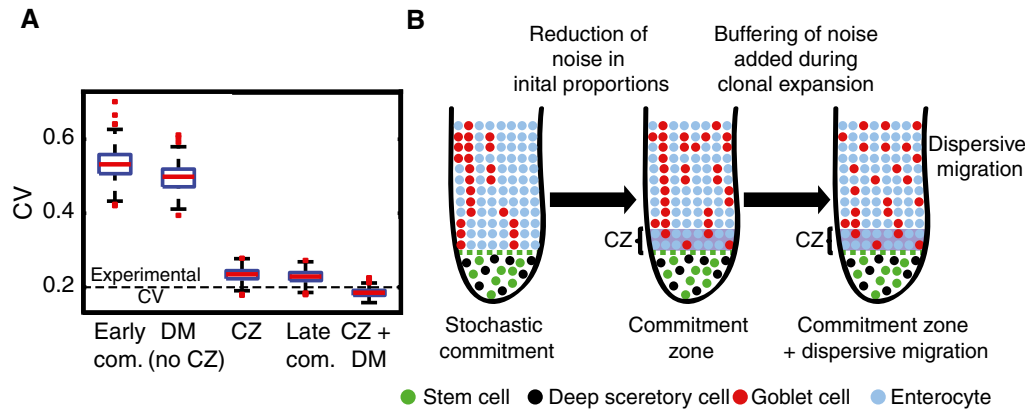 A
CV
0.6
0.4
0.2
Experimental
CV
Early
com.
DM
(no CZ)
CZ
Late
com.
CZ +
DM
B
Reduction of
noise in
inital proportions
Buffering of noise
added during
clonal expansion
Dispersive
migration
CZ
CZ
Stochastic
commitment
Commitment
zone
Commitment zone
+ dispersive migration
Stem cell
Deep sceretory cell
Goblet cell
Enterocyte